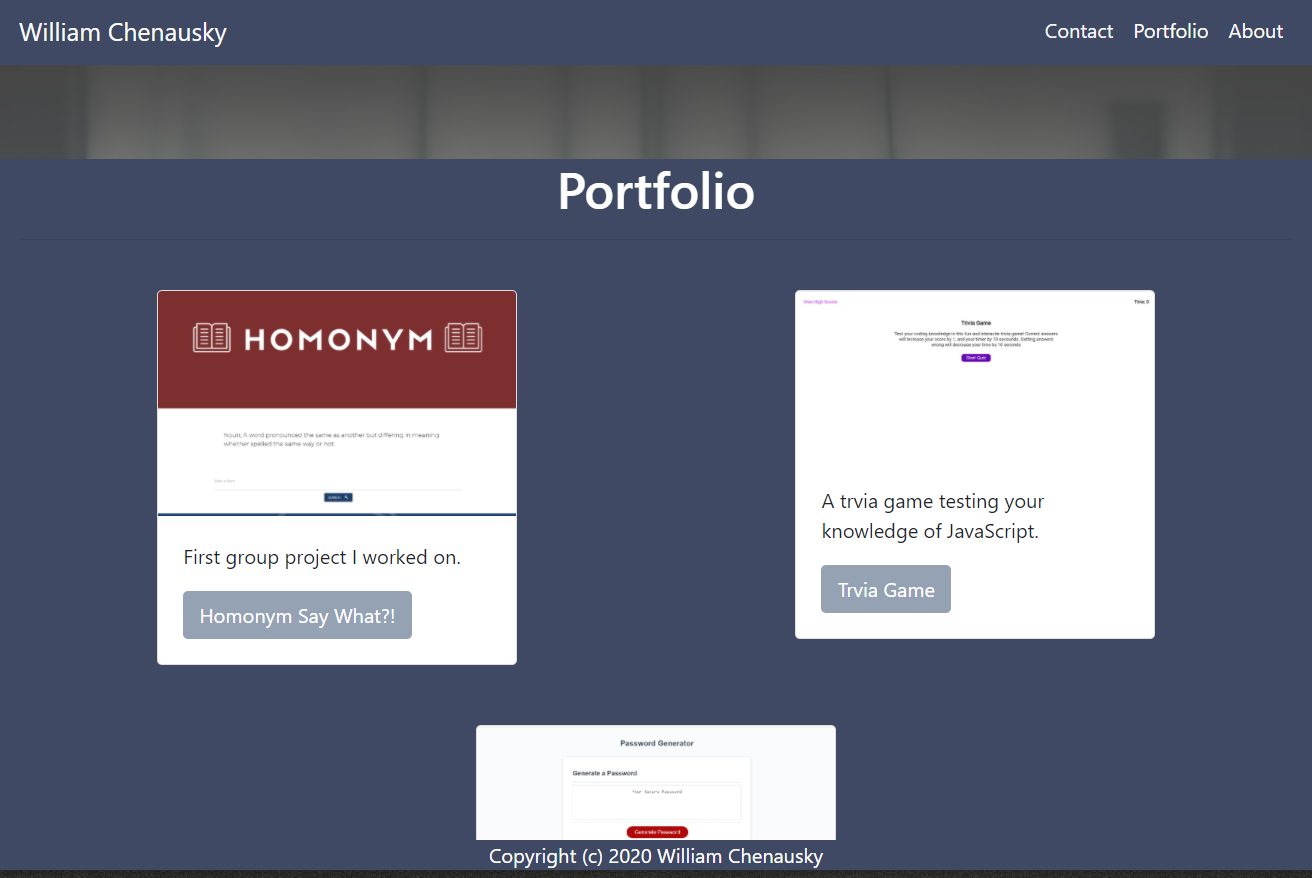 William Chenausky
Contact Portfolio About
Portfolio
HOMONYM
Noun; A word pronounced the same as another but differing in meaning
whether spelled the same way or not.
SEARCH
First group project I worked on.
Homonym Say What?!
View High Scores
Time: 0
Trivia Game
Test your coding knowledge in this fun and interactive trivia game! Correct answers
will increase your score by 1, and your timer by 10 seconds. Getting answers
wrong will decrease your time by 10 seconds
Start Quiz
A trvia game testing your
knowledge of JavaScript.
Trvia Game
Password Generator
Generate a Password
Your Secure Password
Generate Password
Copyright (c) 2020 William Chenausky